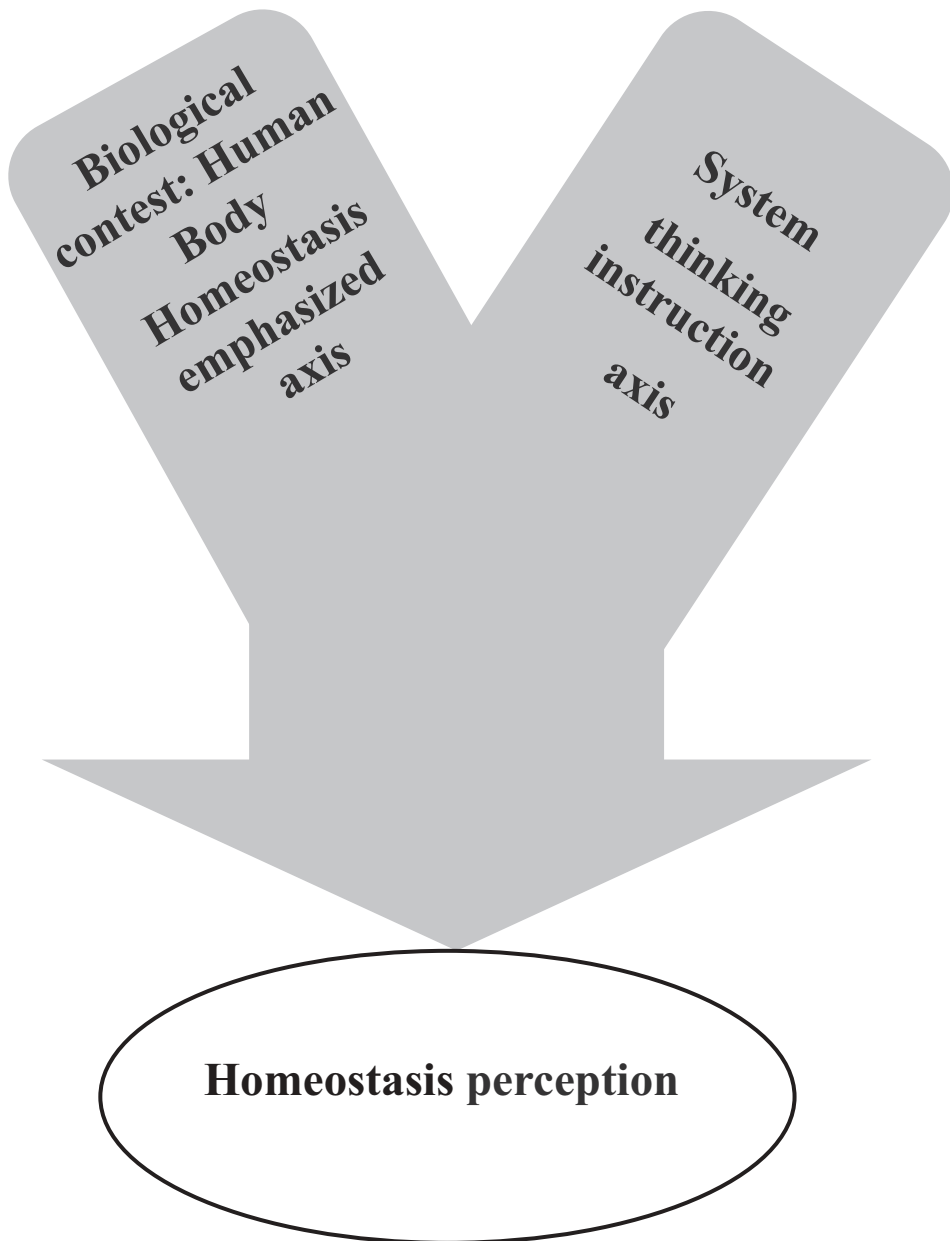 Biological
contest: Human
Body
Homeostasis
emphasized
axis
System
thinking
instruction
axis
Homeostasis perception